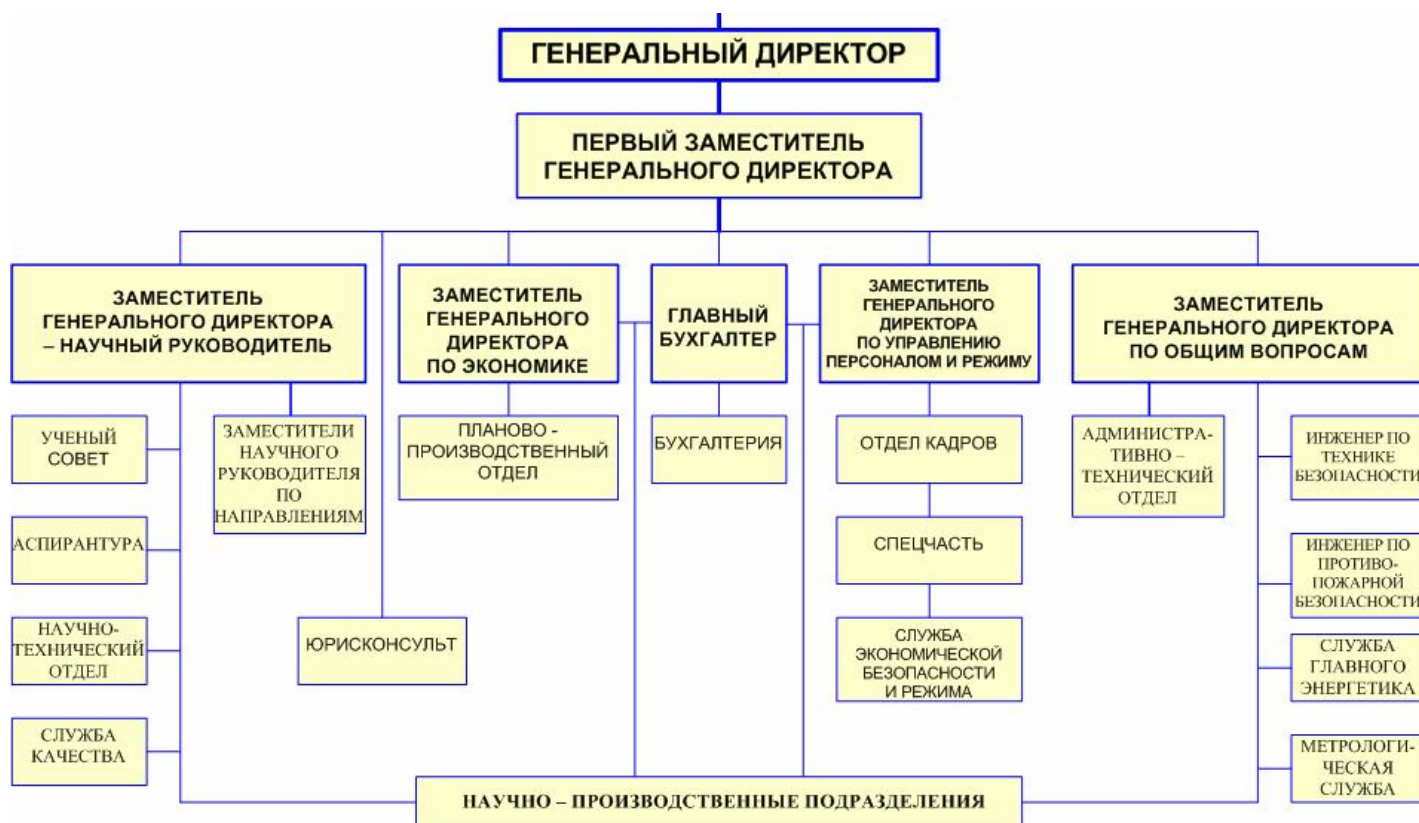 ГЕНЕРАЛЬНЫЙ ДИРЕКТОР
ПЕРВЫЙ ЗАМЕСТИТЕЛЬ
ГЕНЕРАЛЬНОГО ДИРЕКТОРА
ЗАМЕСТИТЕЛЬ
ГЕНЕРАЛЬНОГО ДИРЕКТОРА
– НАУЧНЫЙ РУКОВОДИТЕЛЬ
ЗАМЕСТИТЕЛЬ
ГЕНЕРАЛЬНОГО
ДИРЕКТОРА
ПО ЭКОНОМИКЕ
ГЛАВНЫЙ
БУХГАЛТЕР
ЗАМЕСТИТЕЛЬ
ГЕНЕРАЛЬНОГО
ДИРЕКТОРА
ПО УПРАВЛЕНИЮ
ПЕРСОНАЛОМ И РЕЖИМУ
ЗАМЕСТИТЕЛЬ
ГЕНЕРАЛЬНОГО ДИРЕКТОРА
ПО ОБЩИМ ВОПРОСАМ
УЧЕНЫЙ
СОВЕТ
ЗАМЕСТИТЕЛИ
НАУЧНОГО
РУКОВОДИТЕЛЯ
ПО
НАПРАВЛЕНИЯМ
ПЛАНОВО -
ПРОИЗВОДСТВЕННЫЙ
ОТДЕЛ
БУХГАЛТЕРИЯ
ОТДЕЛ КАДРОВ
АДМИНИСТРА-
ТИВНО –
ТЕХНИЧЕСКИЙ
ОТДЕЛ
ИНЖЕНЕР ПО
ТЕХНИКЕ
БЕЗОПАСНОСТИ
АСПИРАНТУРА
СПЕЦЧАСТЬ
ИНЖЕНЕР ПО
ПРОТИВО-
ПОЖАРНОЙ
БЕЗОПАСНОСТИ
НАУЧНО-
ТЕХНИЧЕСКИЙ
ОТДЕЛ
ЮРИСКОНСУЛЬТ
СЛУЖБА
ЭКОНОМИЧЕСКОЙ
БЕЗОПАСНОСТИ
И РЕЖИМА
СЛУЖБА
ГЛАВНОГО
ЭНЕРГЕТИКА
СЛУЖБА
КАЧЕСТВА
МЕТРОЛОГИ-
ЧЕСКАЯ
СЛУЖБА
НАУЧНО – ПРОИЗВОДСТВЕННЫЕ ПОДРАЗДЕЛЕНИЯ